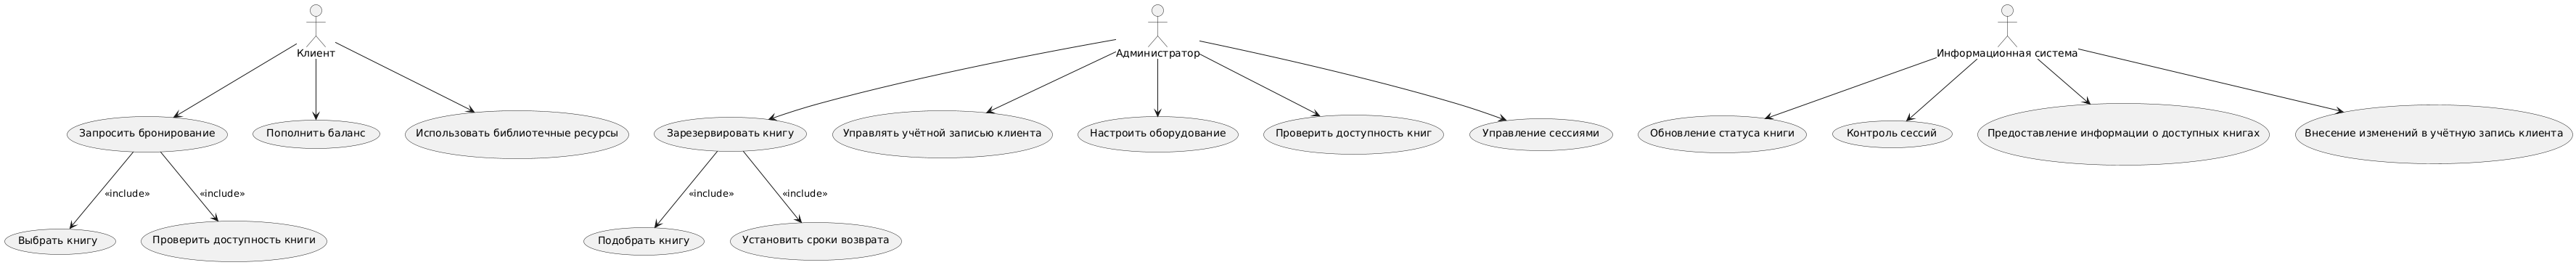 Клиент
Администратор
Информационная система
Запросить бронирование
Пополнить баланс
Использовать библиотечные ресурсы
Зарезервировать книгу
Управлять учётной записью клиента
Настроить оборудование
Проверить доступность книг
Управление сессиями
Обновление статуса книги
Контроль сессий
Предоставление информации о доступных книгах
Внесение изменений в учётную запись клиента
«include»
«include»
«include»
«include»
Выбрать книгу
Проверить доступность книги
Подобрать книгу
Установить сроки возврата